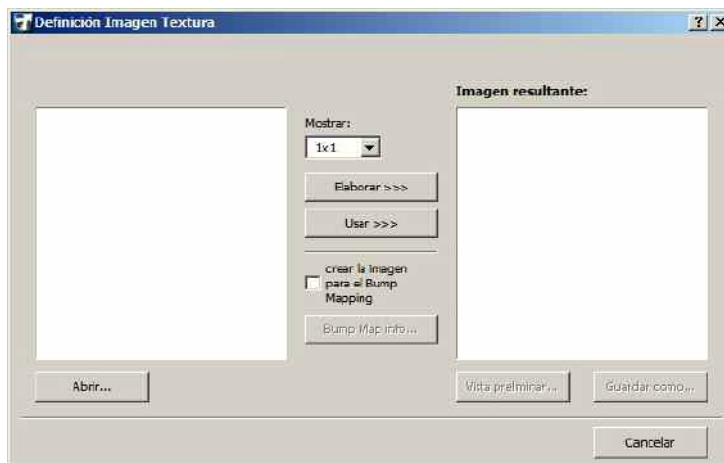 Definición Imagen Textura
Imagen resultante:
Mostrar:
1x1
Elaborar >>>
Usar >>>
crear la imagen
para el Bump
Mapping
Bump Map info...
Abrir...
Vista preliminar...
Guardar como...
Cancelar